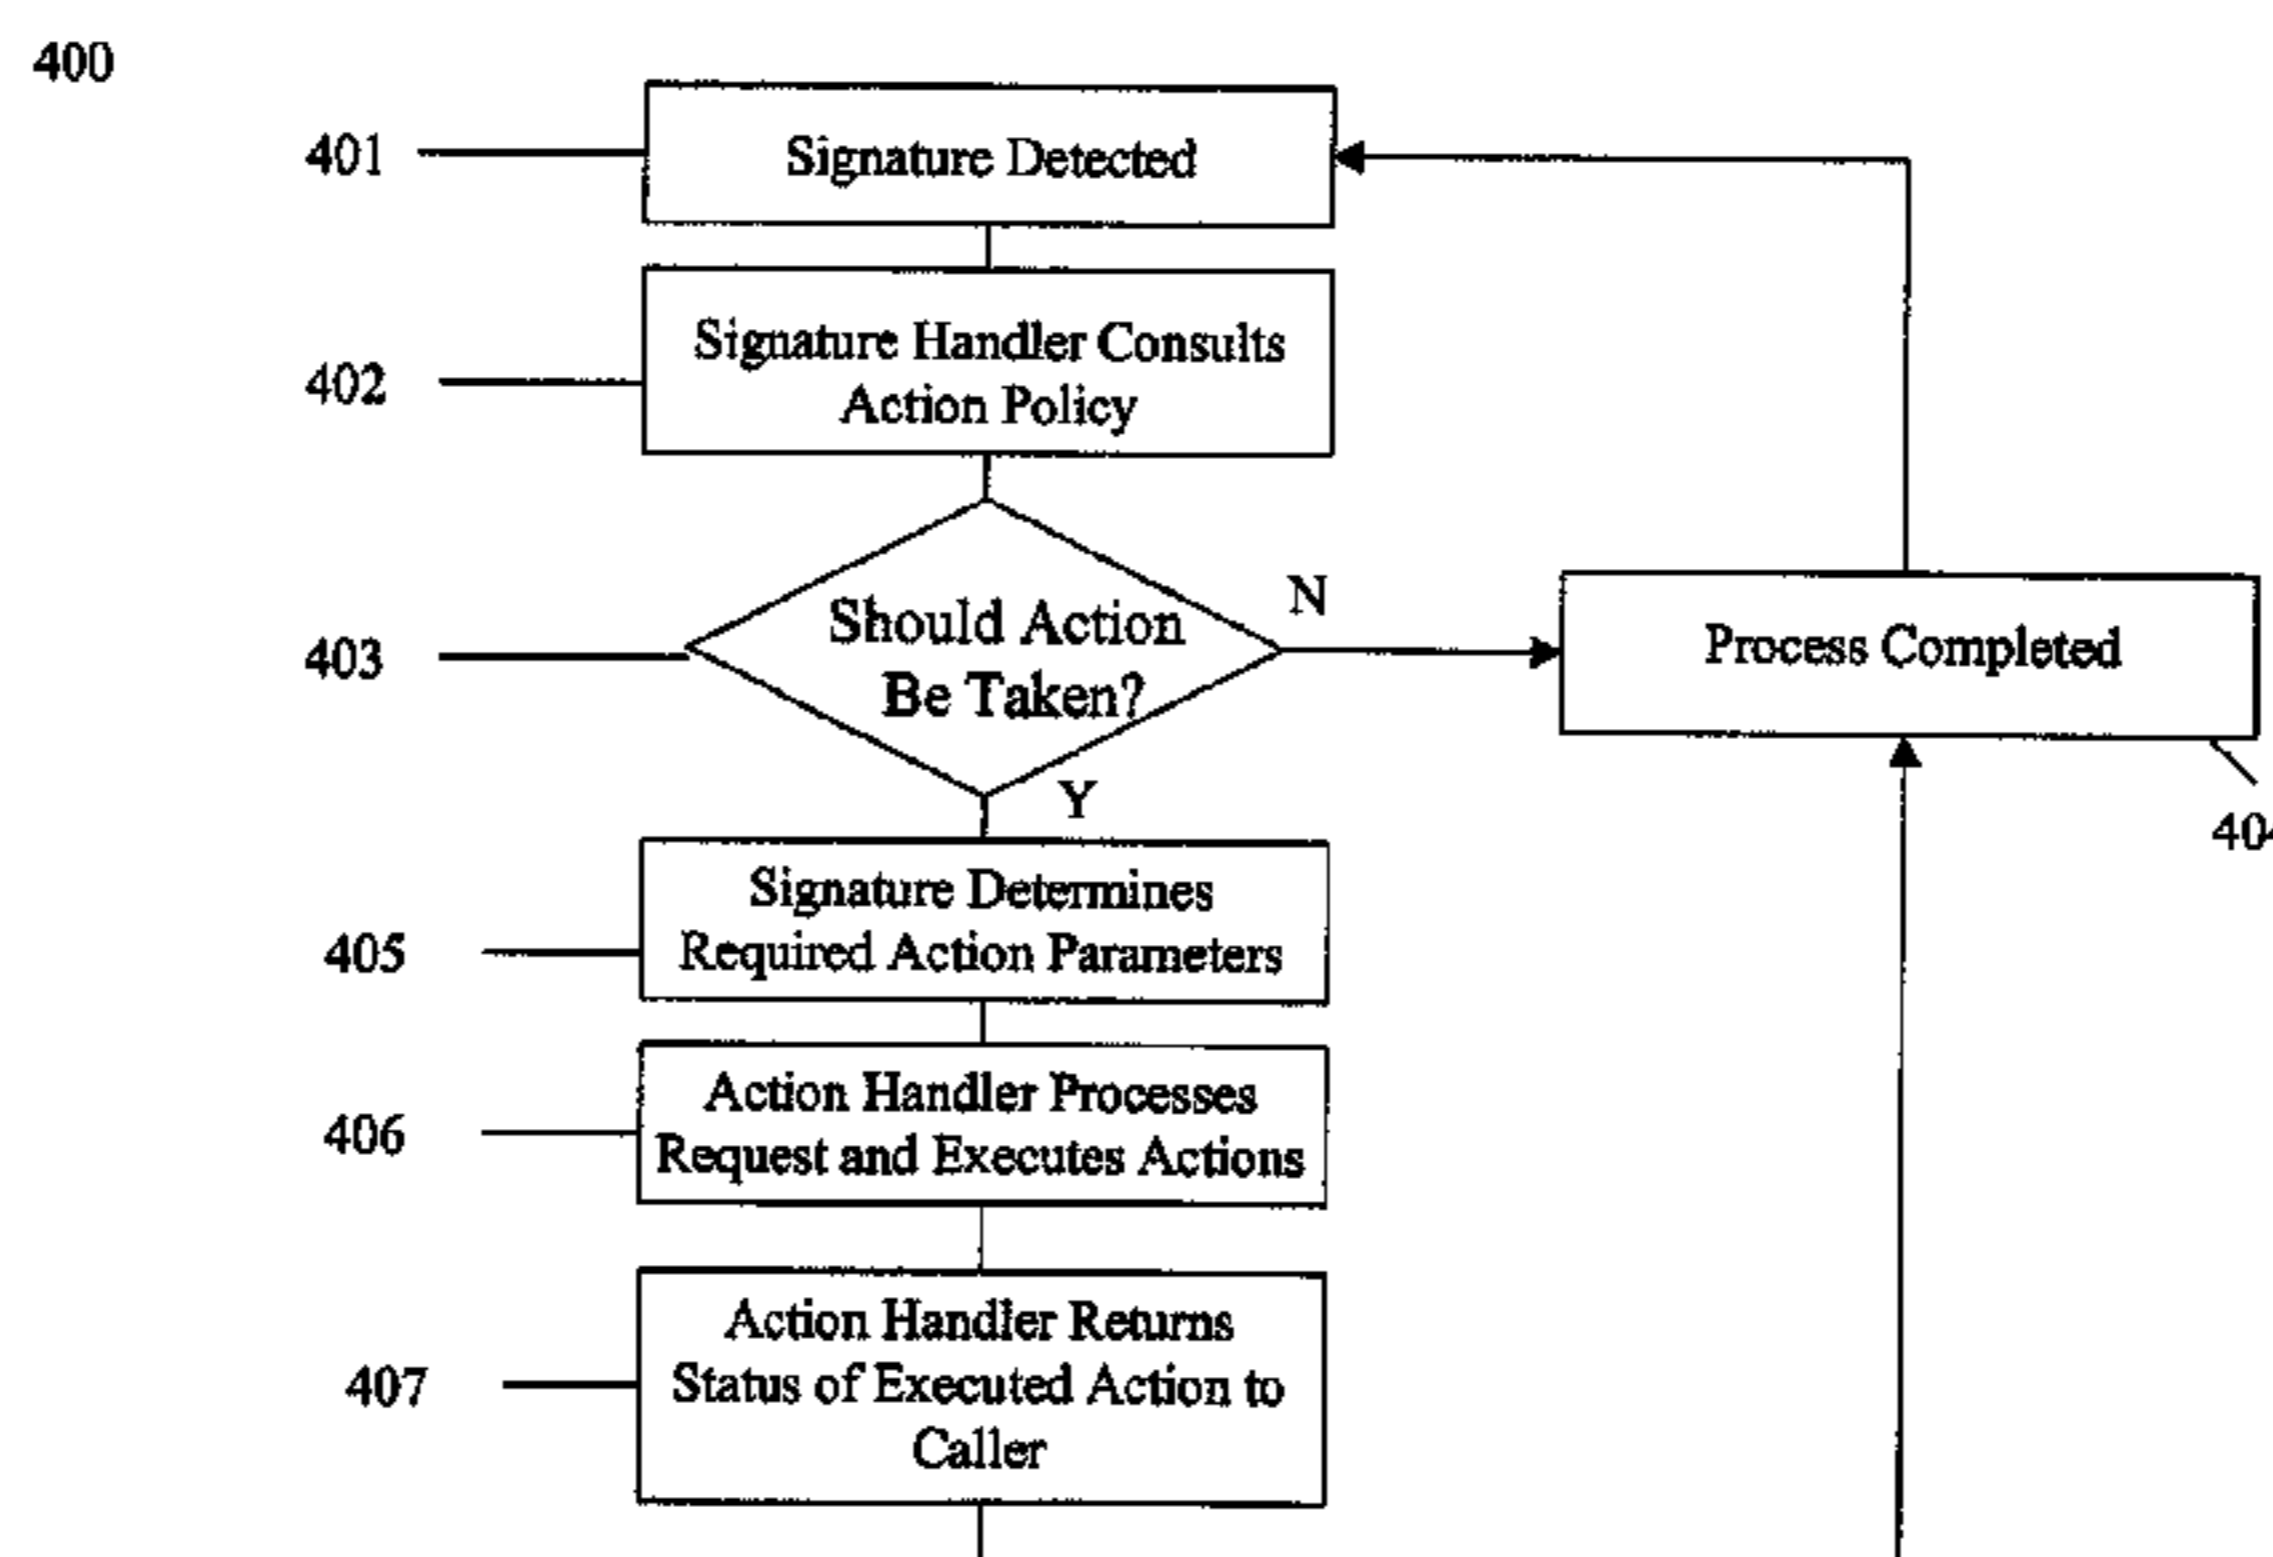 400
401
Signature Detected
402
Signature Handler Consults
Action Policy
403
Should Action
Be Taken?
N
Process Completed
Y
405
Signature Determines
Required Action Parameters
406
Action Handler Processes
Request and Executes Actions
407
Action Handler Returns
Status of Executed Action to
Caller